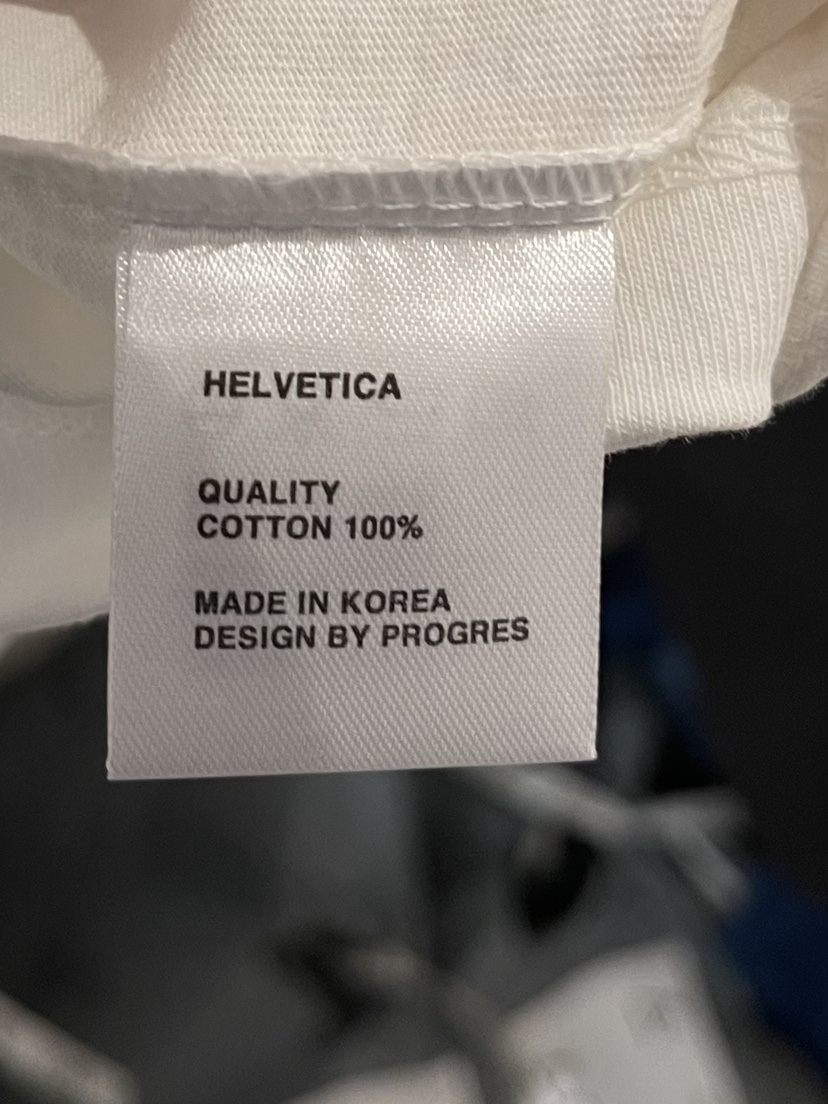 HELVETICA
QUALITY
COTTON 100%
MADE IN KOREA
DESIGN BY PROGRES